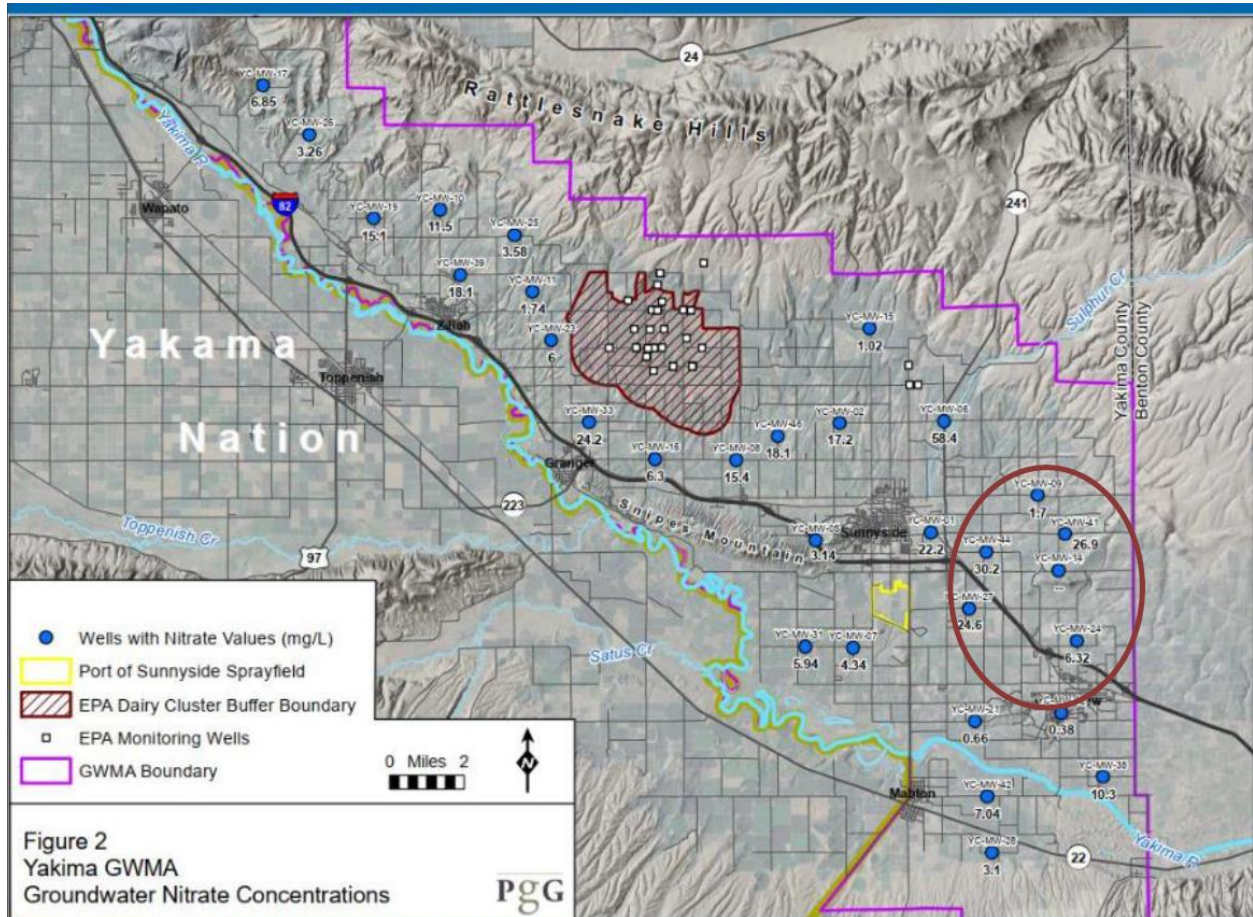 24
YC-MW-17
6.85
Rattlesnake Hills
YC-MW-26
3.26
Yakima R.
82
Wapato
241
YC-MW-19
15.1
YC-MW-10
11.5
YC-MW-25
3.58
YC-MW-39
18.1
YC-MW-11
1.74
Sulphur Cr
Yakima County
Benton County
Zillah
YC-MW-23
6
YC-MW-15
1.02
Yakama
Nation
Toppenish
YC-MW-33
24.2
YC-MW-16
6.3
YC-MW-08
15.4
YC-MW-46
18.1
YC-MW-02
17.2
YC-MW-06
58.4
Granger
223
Snipes Mountain
Toppenish Cr
97
YC-MW-05
3.14
Sunnyside
YC-MW-01
22.2
YC-MW-09
1.7
YC-MW-41
26.9
YC-MW-44
30.2
YC-MW-14
--
YC-MW-27
24.6
YC-MW-24
6.32
Satus Cr
YC-MW-31
5.94
YC-MW-07
4.34
YC-MW-21
0.66
0.38
YC-MW-38
10.3
Mabton
YC-MW-42
7.04
YC-MW-28
3.1
22
Yakima R
Wells with Nitrate Values (mg/L)
Port of Sunnyside Sprayfield
EPA Dairy Cluster Buffer Boundary
EPA Monitoring Wells
GWMA Boundary
0 Miles 2
N
Figure 2
Yakima GWMA
Groundwater Nitrate Concentrations
PgG